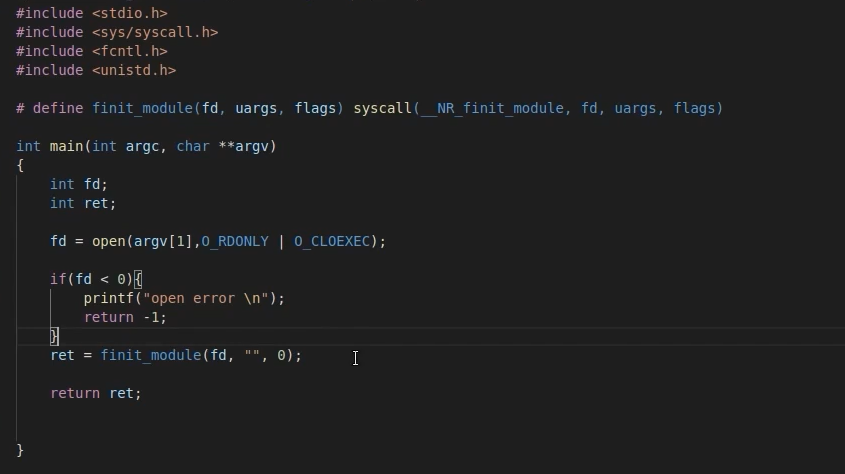 #include <stdio.h>
#include <sys/syscall.h>
#include <fcntl.h>
#include <unistd.h>
# define finit_module(fd, uargs, flags) syscall(__NR_finit_module, fd, uargs, flags)
int main(int argc, char **argv)
{
    int fd;
    int ret;
    fd = open(argv[1],O_RDONLY | O_CLOEXEC);
    if(fd < 0){
        printf("open error \n");
        return -1;
    }
    ret = finit_module(fd, "", 0);
    return ret;
}